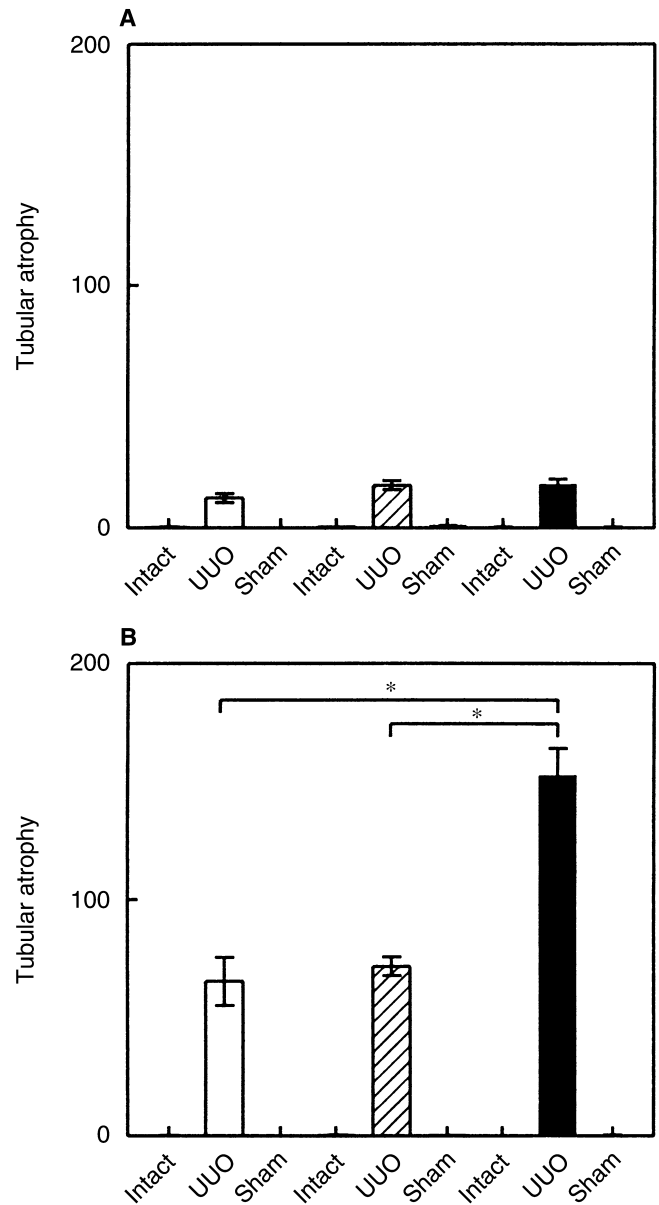 A
200
Tubular atrophy
100
0
Intact UUO Sham Intact UUO Sham Intact UUO Sham
B
200
*
*
Tubular atrophy
100
0
Intact UUO Sham Intact UUO Sham Intact UUO Sham